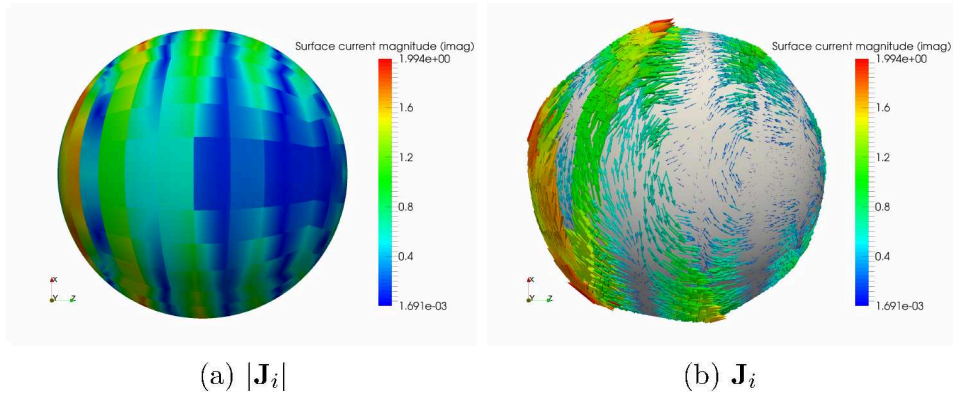 Surface current magnitude (imag)
1.994e+00
1.6
1.2
0.8
0.4
1.691e-03
X
Y Z
(a) |J_i|
Surface current magnitude (imag)
1.994e+00
1.6
1.2
0.8
0.4
1.691e-03
X
Y Z
(b) J_i